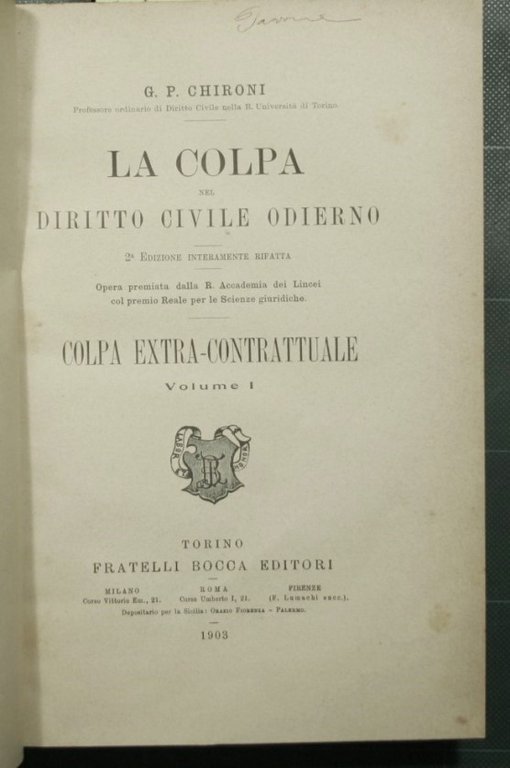 G. P. CHIRONI
Professore ordinario di Diritto Civile nella R. Università di Torino.
LA COLPA
NEL
DIRITTO CIVILE ODIERNO
2ª EDIZIONE INTERAMENTE RIFATTA
Opera premiata dalla R. Accademia dei Lincei
col premio Reale per le Scienze giuridiche.
COLPA EXTRA-CONTRATTUALE
Volume I
LABOR
HONOR
TORINO
FRATELLI BOCCA EDITORI
MILANO ROMA FIRENZE
Corso Vittorio Em., 21. Corso Umberto I, 21. (F. Lumachi succ.).
Depositario per la Sicilia: ORAZIO FIORENZA - PALERMO.
1903